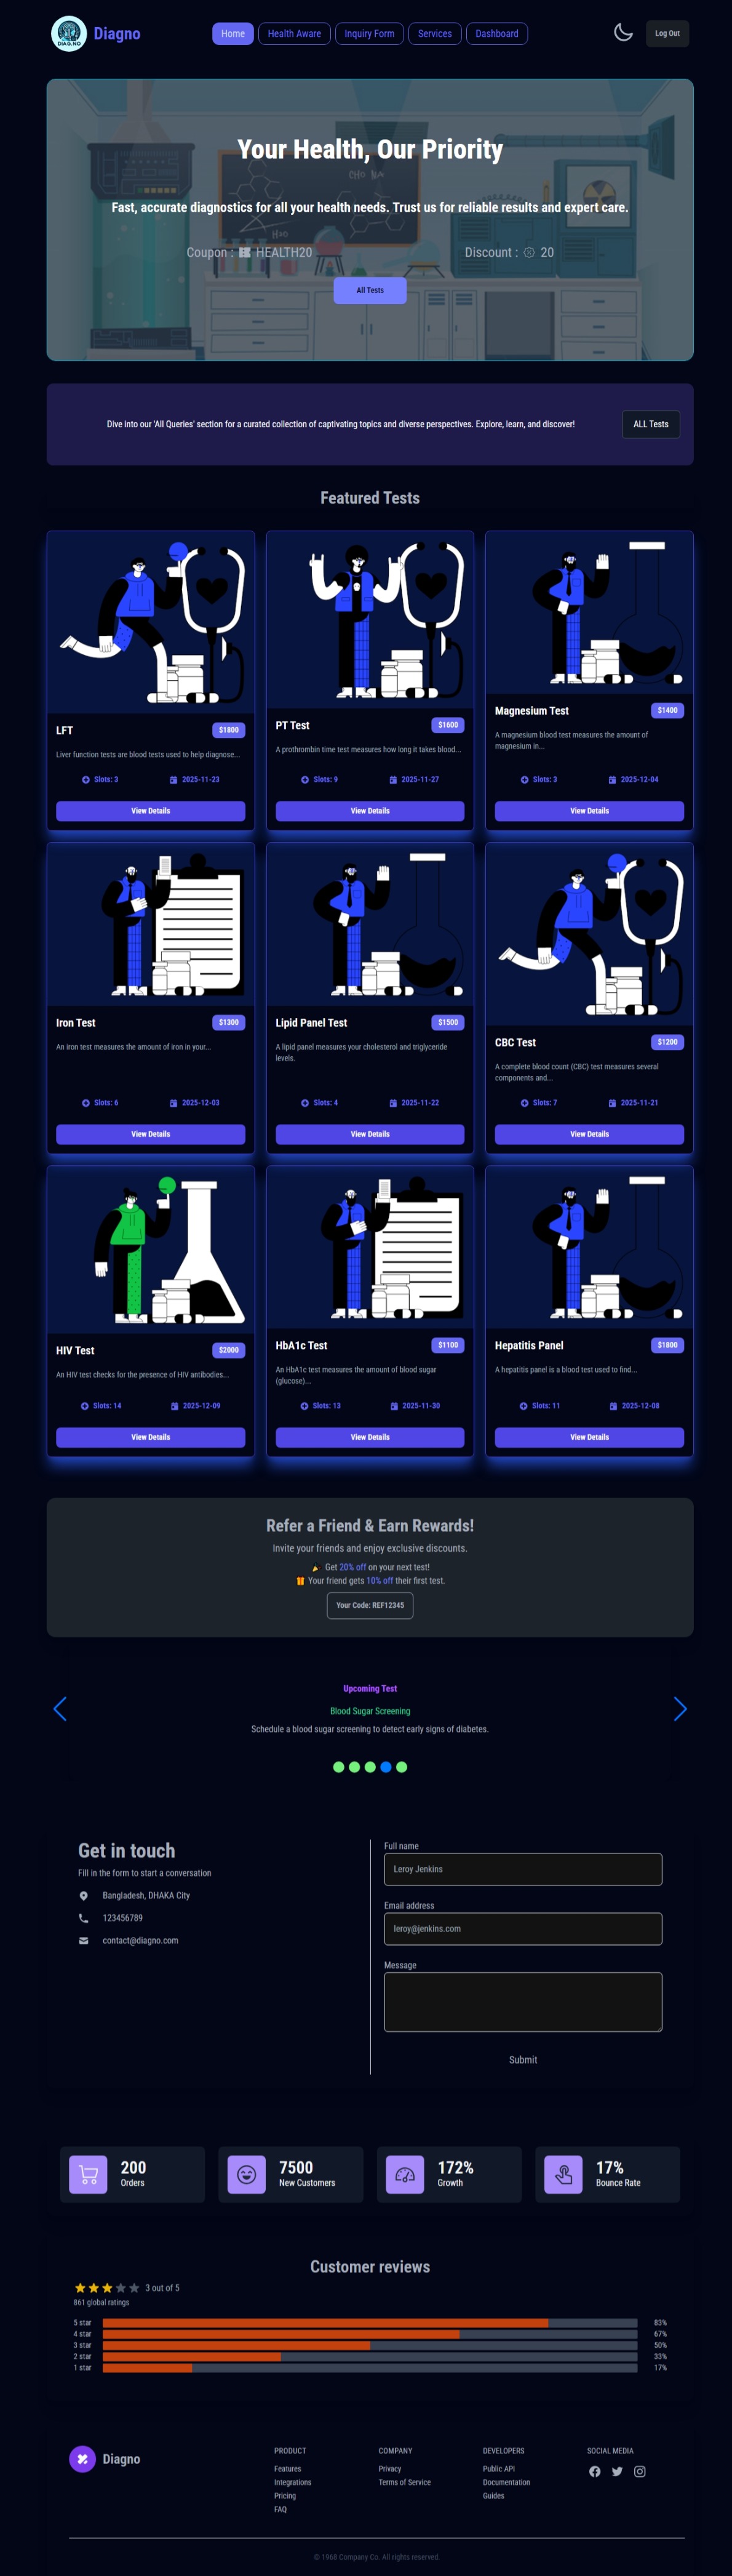 DIAG.NO
Diagno
Home
Health Aware
Inquiry Form
Services
Dashboard
Log Out
Your Health, Our Priority
Fast, accurate diagnostics for all your health needs. Trust us for reliable results and expert care.
Coupon : HEALTH20
Discount : 20
All Tests
Dive into our 'All Queries' section for a curated collection of captivating topics and diverse perspectives. Explore, learn, and discover!
ALL Tests
Featured Tests
LFT
$1800
Liver function tests are blood tests used to help diagnose...
Slots: 3
2025-11-23
View Details
PT Test
$1600
A prothrombin time test measures how long it takes blood...
Slots: 9
2025-11-27
View Details
Magnesium Test
$1400
A magnesium blood test measures the amount of
magnesium in...
Slots: 3
2025-12-04
View Details
Iron Test
$1300
An iron test measures the amount of iron in your...
Slots: 6
2025-12-03
View Details
Lipid Panel Test
$1500
A lipid panel measures your cholesterol and triglyceride
levels.
Slots: 4
2025-11-22
View Details
CBC Test
$1200
A complete blood count (CBC) test measures several
components and...
Slots: 7
2025-11-21
View Details
HIV Test
$2000
An HIV test checks for the presence of HIV antibodies...
Slots: 14
2025-12-09
View Details
HbA1c Test
$1100
An HbA1c test measures the amount of blood sugar
(glucose)...
Slots: 13
2025-11-30
View Details
Hepatitis Panel
$1800
A hepatitis panel is a blood test used to find...
Slots: 11
2025-12-08
View Details
Refer a Friend & Earn Rewards!
Invite your friends and enjoy exclusive discounts.
Get 20% off on your next test!
Your friend gets 10% off their first test.
Your Code: REF12345
Upcoming Test
Blood Sugar Screening
Schedule a blood sugar screening to detect early signs of diabetes.
Get in touch
Fill in the form to start a conversation
Bangladesh, DHAKA City
123456789
contact@diagno.com
Full name
Leroy Jenkins
Email address
leroy@jenkins.com
Message
Submit
200
Orders
7500
New Customers
172%
Growth
17%
Bounce Rate
Customer reviews
3 out of 5
861 global ratings
5 star 83%
4 star 67%
3 star 50%
2 star 33%
1 star 17%
Diagno
PRODUCT
Features
Integrations
Pricing
FAQ
COMPANY
Privacy
Terms of Service
DEVELOPERS
Public API
Documentation
Guides
SOCIAL MEDIA
© 1968 Company Co. All rights reserved.